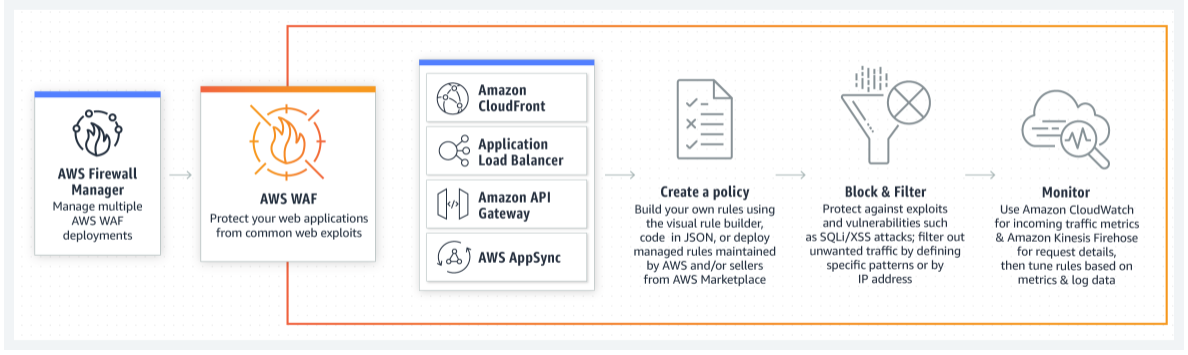 AWS Firewall
Manager
Manage multiple
AWS WAF
deployments
AWS WAF
Protect your web applications
from common web exploits
Amazon
CloudFront
Application
Load Balancer
</>
Amazon API
Gateway
AWS AppSync
Create a policy
Build your own rules using
the visual rule builder,
code in JSON, or deploy
managed rules maintained
by AWS and/or sellers
from AWS Marketplace
Block & Filter
Protect against exploits
and vulnerabilities such
as SQLi/XSS attacks; filter out
unwanted traffic by defining
specific patterns or by
IP address
Monitor
Use Amazon CloudWatch
for incoming traffic metrics
& Amazon Kinesis Firehose
for request details,
then tune rules based on
metrics & log data